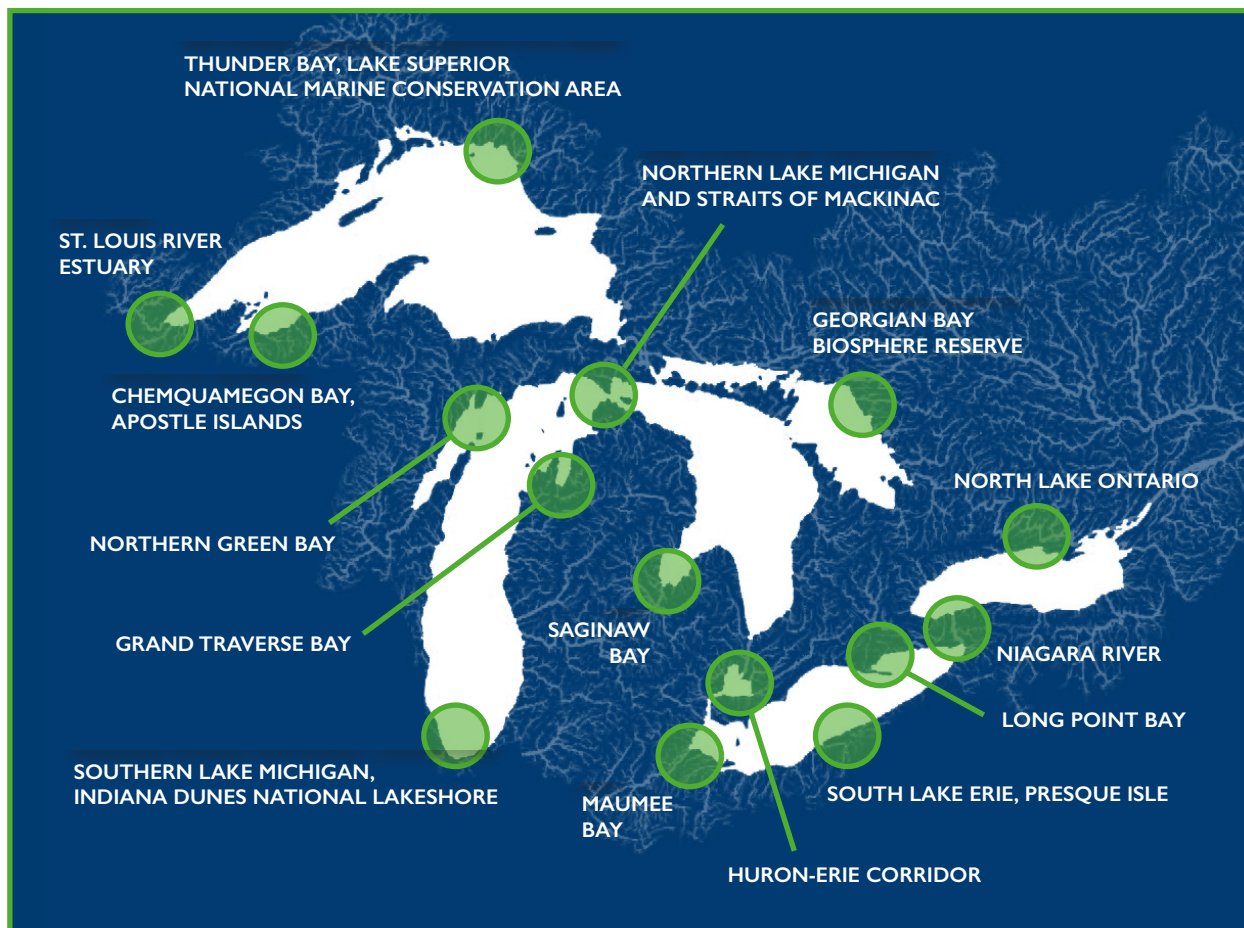 THUNDER BAY, LAKE SUPERIOR
NATIONAL MARINE CONSERVATION AREA
NORTHERN LAKE MICHIGAN
AND STRAITS OF MACKINAC
ST. LOUIS RIVER
ESTUARY
GEORGIAN BAY
BIOSPHERE RESERVE
CHEMQUAMEGON BAY,
APOSTLE ISLANDS
NORTH LAKE ONTARIO
NORTHERN GREEN BAY
GRAND TRAVERSE BAY
SAGINAW
BAY
NIAGARA RIVER
LONG POINT BAY
SOUTHERN LAKE MICHIGAN,
INDIANA DUNES NATIONAL LAKESHORE
MAUMEE
BAY
SOUTH LAKE ERIE, PRESQUE ISLE
HURON-ERIE CORRIDOR